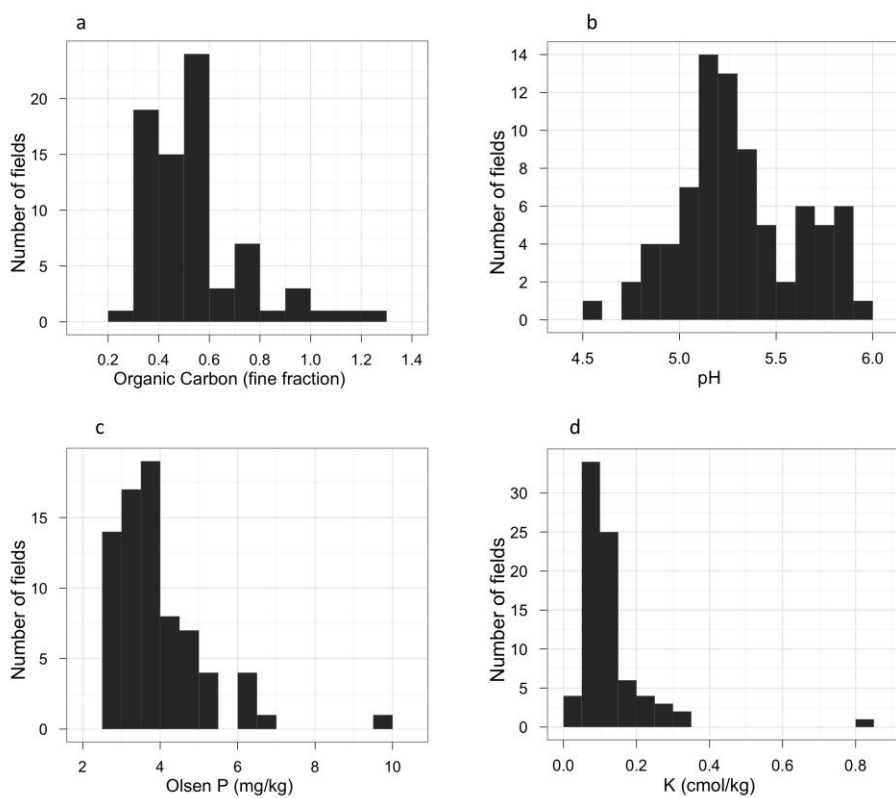 a
Number of fields
20
15
10
5
0
0.2 0.4 0.6 0.8 1.0 1.2 1.4
Organic Carbon (fine fraction)
b
Number of fields
14
12
10
8
6
4
2
0
4.5 5.0 5.5 6.0
pH
c
Number of fields
15
10
5
0
2 4 6 8 10
Olsen P (mg/kg)
d
Number of fields
30
25
20
15
10
5
0
0.0 0.2 0.4 0.6 0.8
K (cmol/kg)